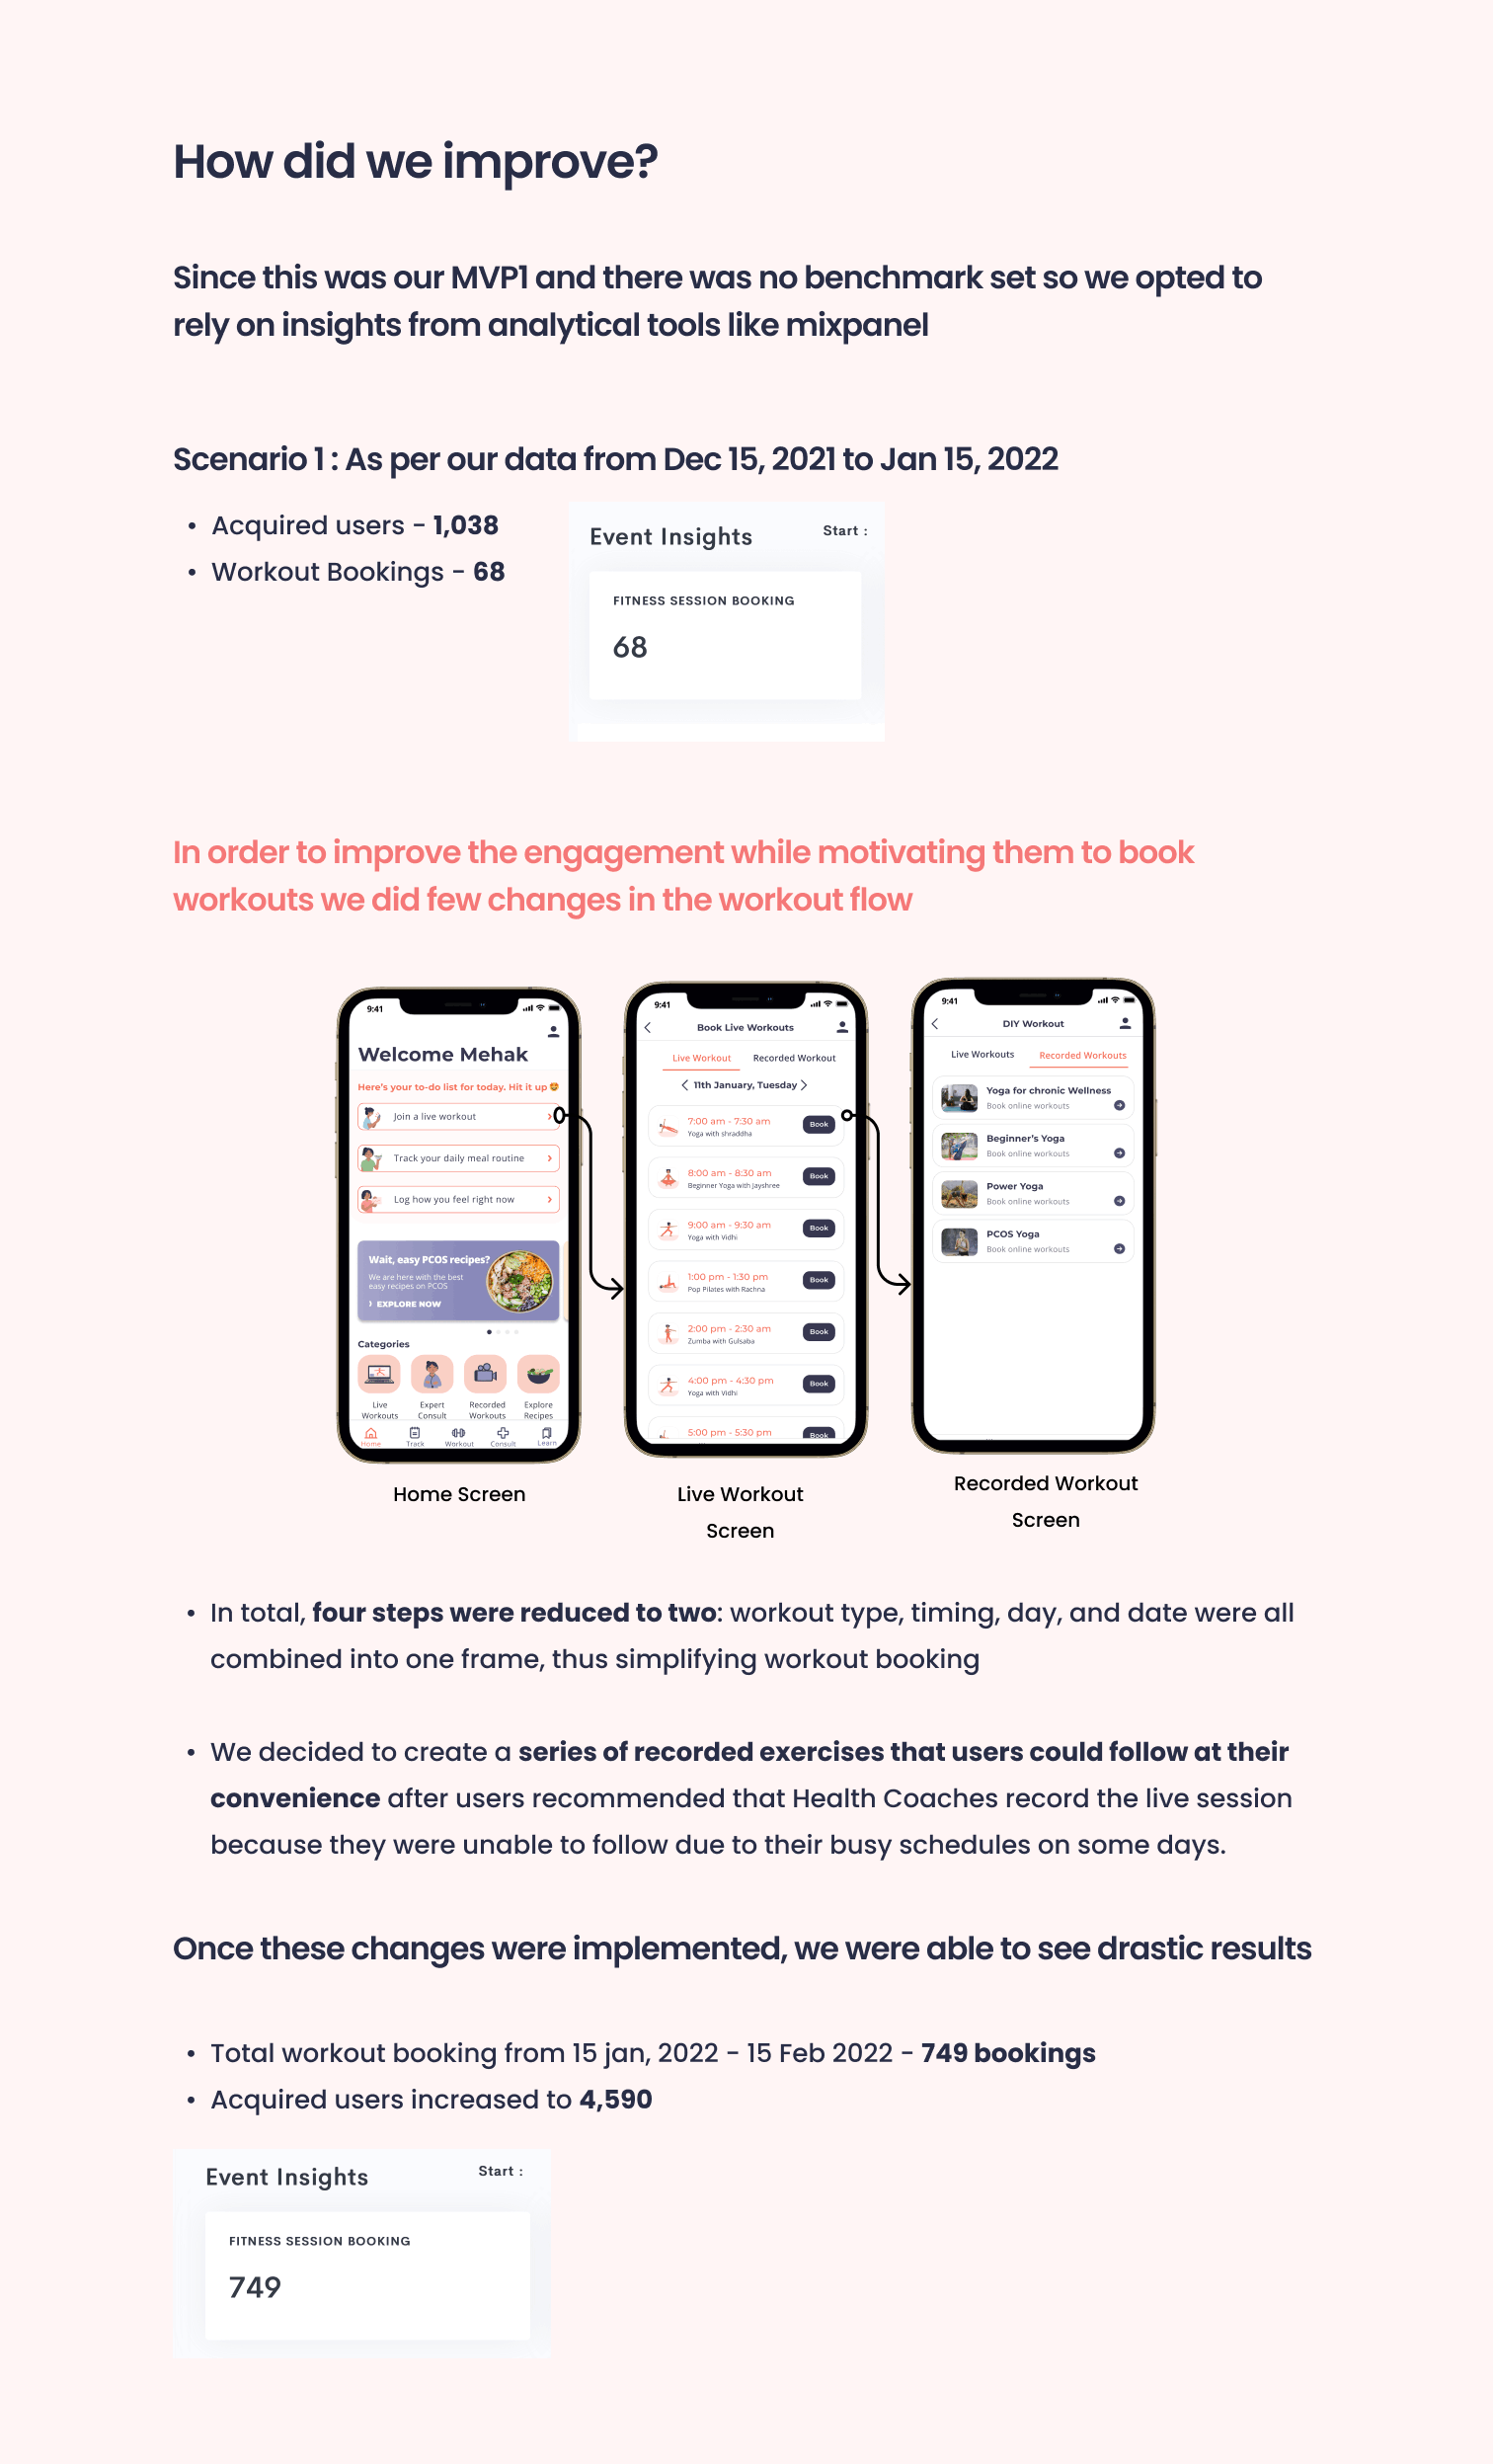 How did we improve?
Since this was our MVP1 and there was no benchmark set so we opted to
rely on insights from analytical tools like mixpanel
Scenario 1 : As per our data from Dec 15, 2021 to Jan 15, 2022
• Acquired users - 1,038
• Workout Bookings - 68
Event Insights
Start :
FITNESS SESSION BOOKING
68
In order to improve the engagement while motivating them to book
workouts we did few changes in the workout flow
9:41
Welcome Mehak
Here's your to-do list for today. Hit it up 🤩
Join a live workout
Track your daily meal routine
Log how you feel right now
Wait, easy PCOS recipes?
We are here with the best
easy recipes on PCOS
EXPLORE NOW
Categories
Live
Workouts
Expert
Consult
Recorded
Workouts
Explore
Recipes
Home
Track
Workout
Consult
Learn
Home Screen
9:41
Book Live Workouts
Live Workout
Recorded Workout
11th January, Tuesday
7:00 am - 7:30 am
Yoga with shraddha
Book
8:00 am - 8:30 am
Beginner Yoga with Jayshree
Book
9:00 am - 9:30 am
Yoga with Vidhi
Book
1:00 pm - 1:30 pm
Pop Pilates with Rachna
Book
2:00 pm - 2:30 am
Zumba with Gulsaba
Book
4:00 pm - 4:30 pm
Yoga with Vidhi
Book
5:00 pm - 5:30 pm
Book
Live Workout
Screen
9:41
DIY Workout
Live Workouts
Recorded Workouts
Yoga for chronic Wellness
Book online workouts
Beginner's Yoga
Book online workouts
Power Yoga
Book online workouts
PCOS Yoga
Book online workouts
Recorded Workout
Screen
• In total, four steps were reduced to two: workout type, timing, day, and date were all
combined into one frame, thus simplifying workout booking
• We decided to create a series of recorded exercises that users could follow at their
convenience after users recommended that Health Coaches record the live session
because they were unable to follow due to their busy schedules on some days.
Once these changes were implemented, we were able to see drastic results
• Total workout booking from 15 jan, 2022 - 15 Feb 2022 - 749 bookings
• Acquired users increased to 4,590
Event Insights
Start :
FITNESS SESSION BOOKING
749